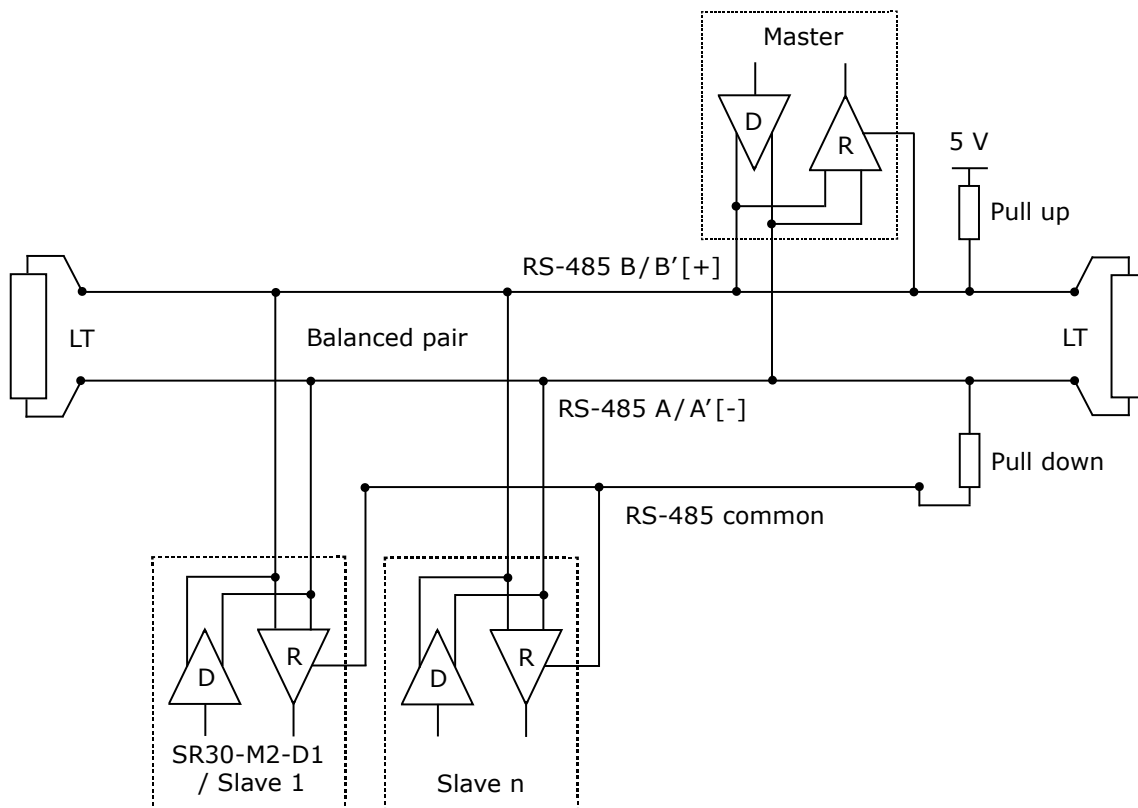 Master
D
R
5 V
Pull up
RS-485 B/B′[+]
LT
Balanced pair
LT
RS-485 A/A′[-]
Pull down
RS-485 common
D
R
D
R
SR30-M2-D1
/ Slave 1
Slave n